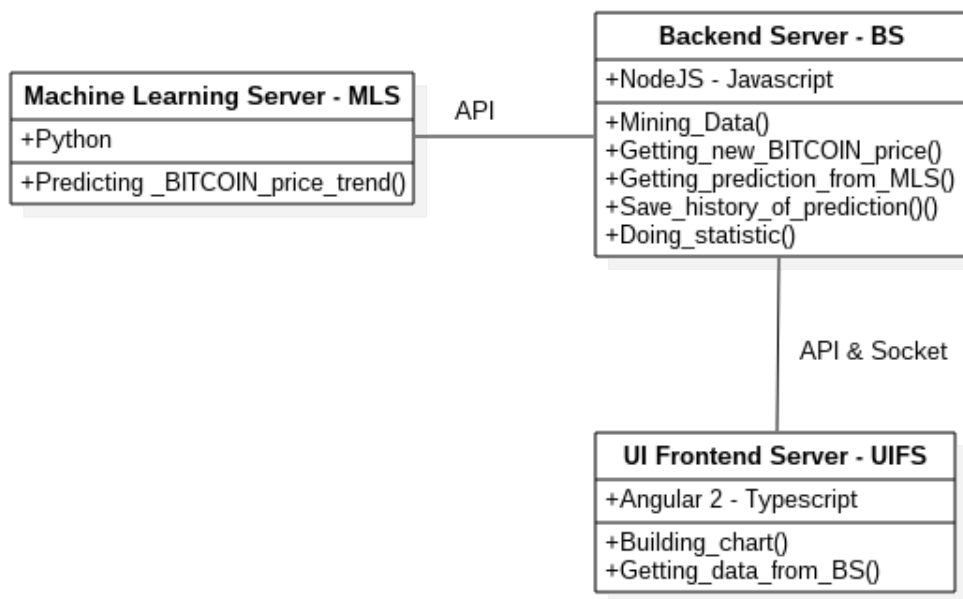 Machine Learning Server - MLS
+Python
+Predicting _BITCOIN_price_trend()
API
Backend Server - BS
+NodeJS - Javascript
+Mining_Data()
+Getting_new_BITCOIN_price()
+Getting_prediction_from_MLS()
+Save_history_of_prediction()()
+Doing_statistic()
API & Socket
UI Frontend Server - UIFS
+Angular 2 - Typescript
+Building_chart()
+Getting_data_from_BS()